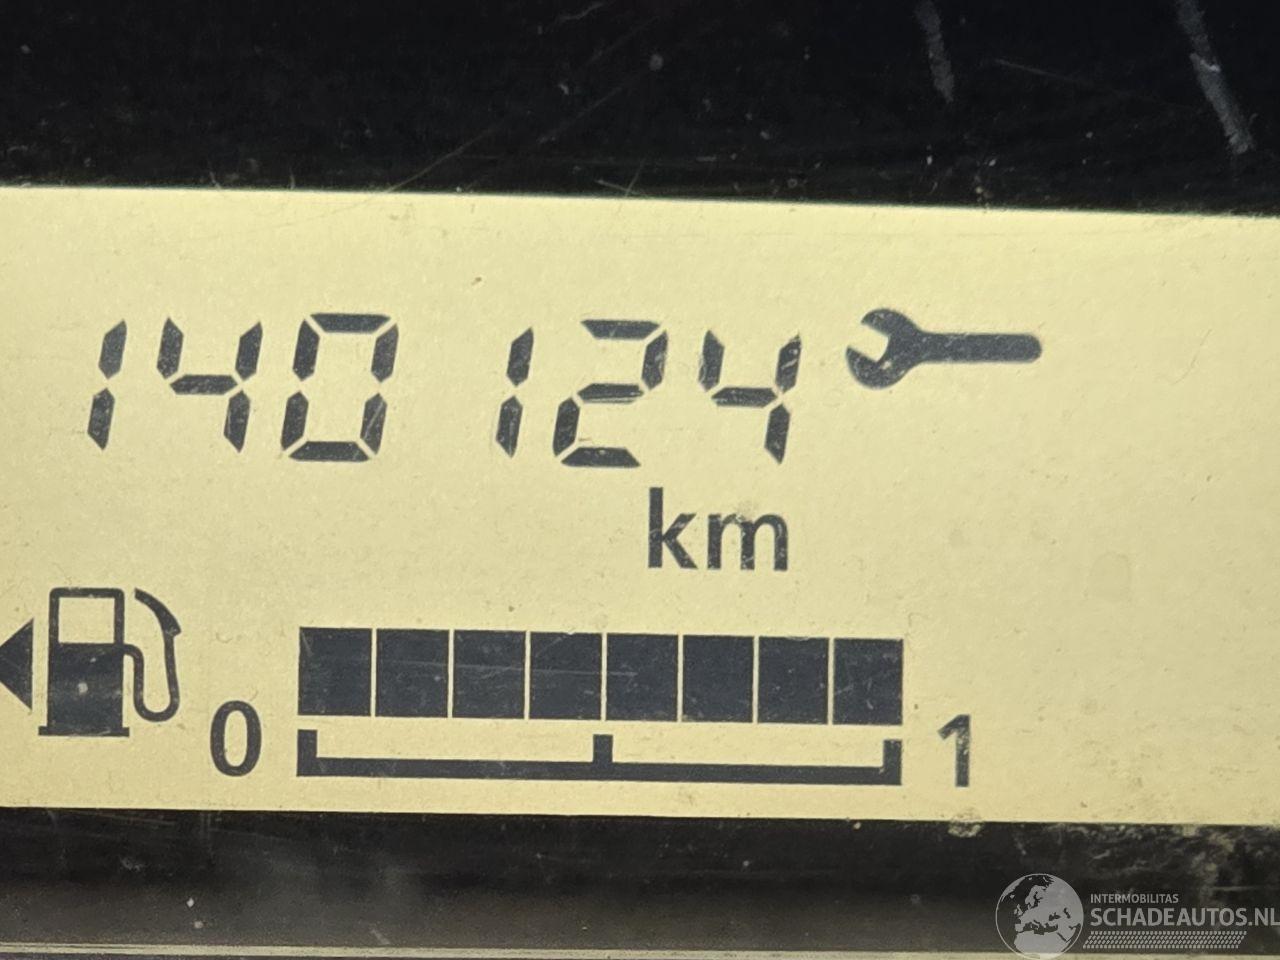 140 124
km
0 1
INTERMOBILITAS
SCHADEAUTOS.NL